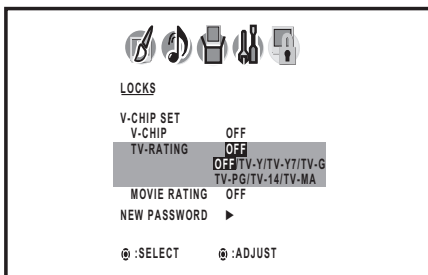 LOCKS
V-CHIP SET
V-CHIP OFF
TV-RATING OFF
OFF/TV-Y/TV-Y7/TV-G
TV-PG/TV-14/TV-MA
MOVIE RATING OFF
NEW PASSWORD ▶
:SELECT :ADJUST